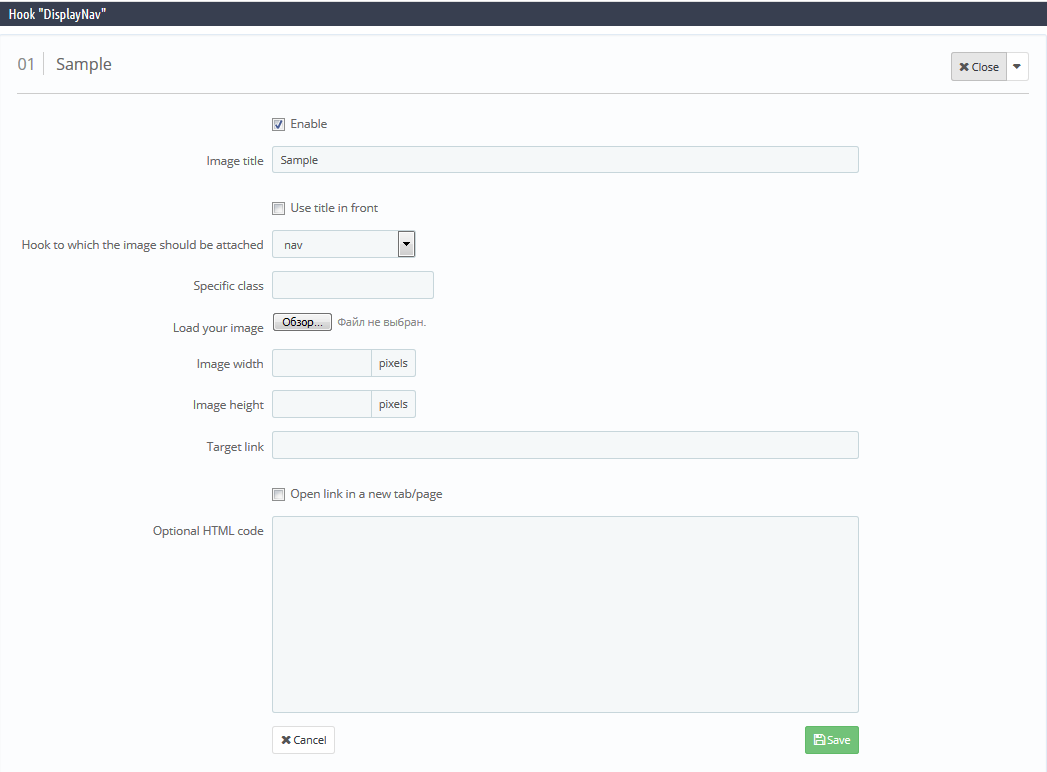 Hook "DisplayNav"
01 Sample
Close
Enable
Image title Sample
Use title in front
Hook to which the image should be attached nav
Specific class
Load your image Обзор... Файл не выбран.
Image width pixels
Image height pixels
Target link
Open link in a new tab/page
Optional HTML code
Cancel Save